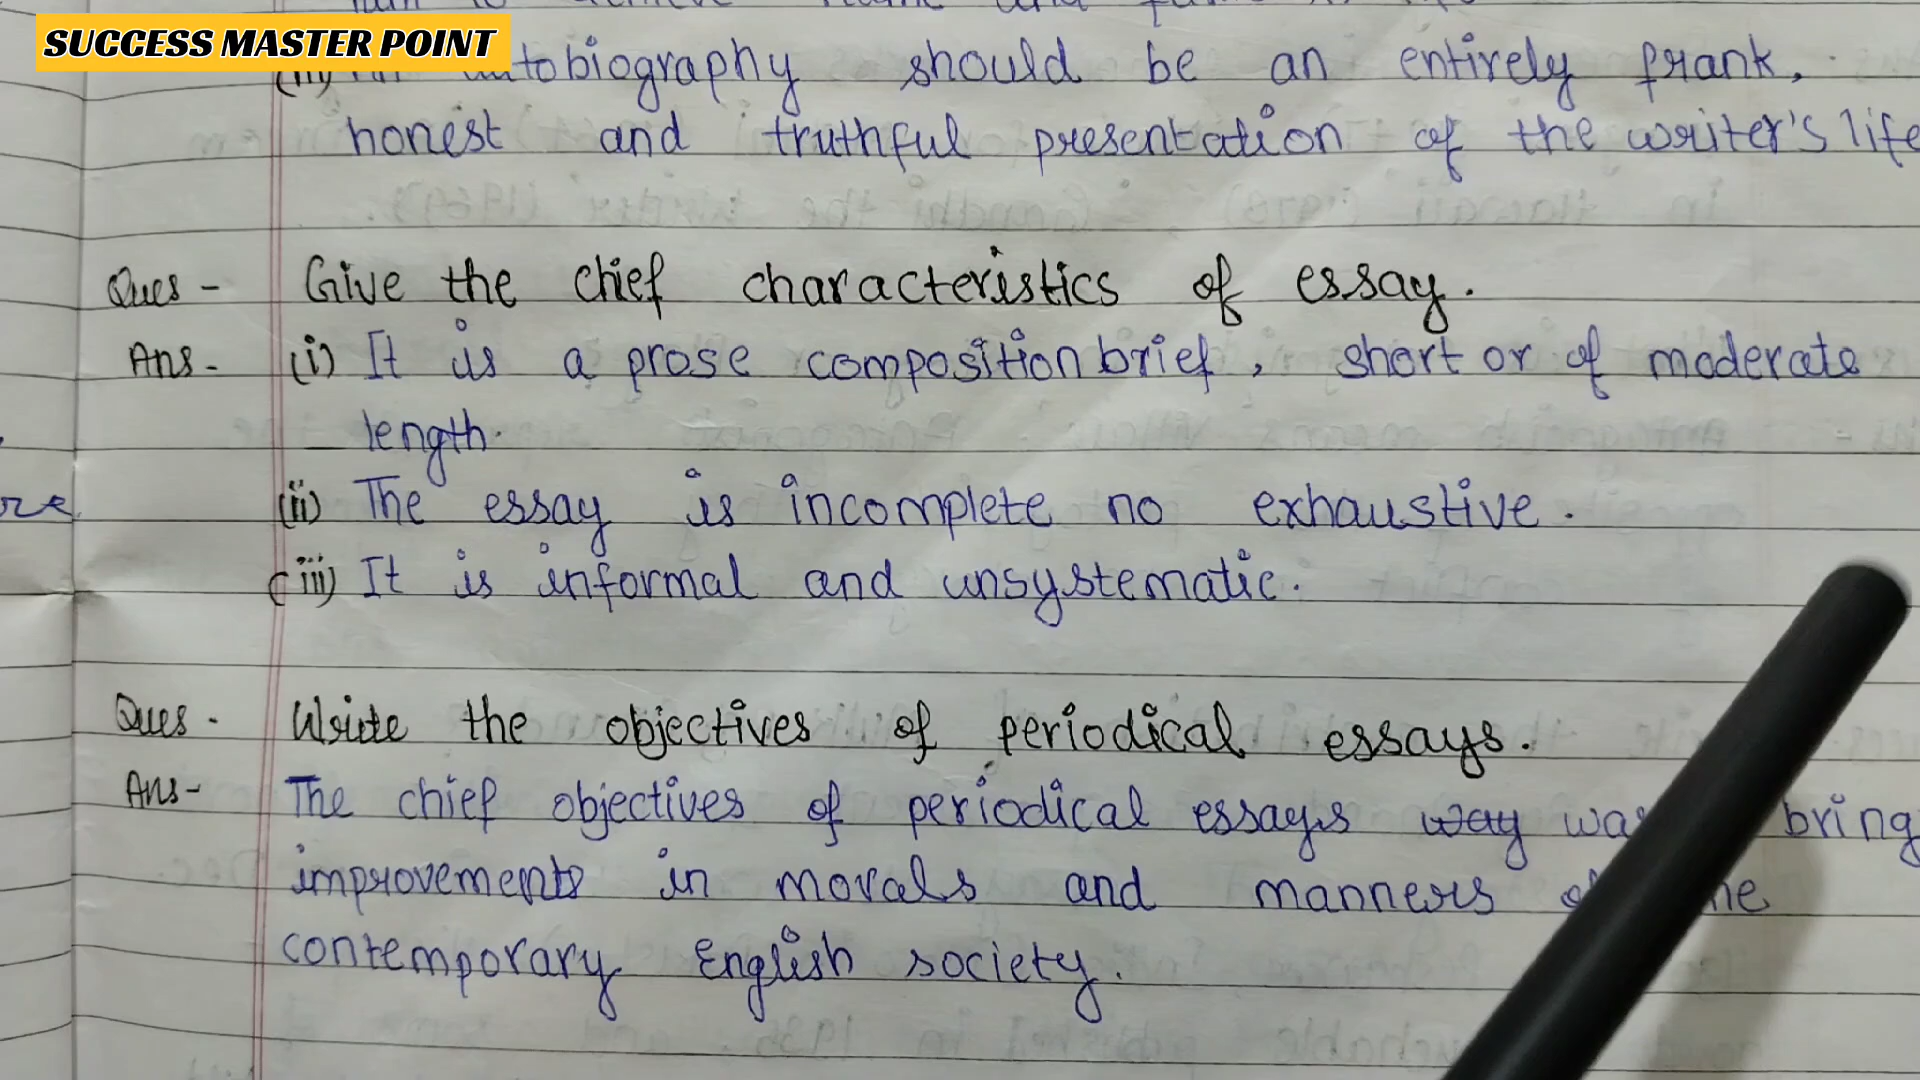 SUCCESS MASTER POINT
autobiography should be an entirely frank,
honest and truthful presentation of the writer's life
Ques - Give the chief characteristics of essay.
Ans - (i) It is a prose composition brief, short or of moderate
length.
(ii) The essay is incomplete no exhaustive.
(iii) It is informal and unsystematic.
Ques - Write the objectives of periodical essays.
Ans - The chief objectives of periodical essays way was bring
improvements in morals and manners of
contemporary English society.